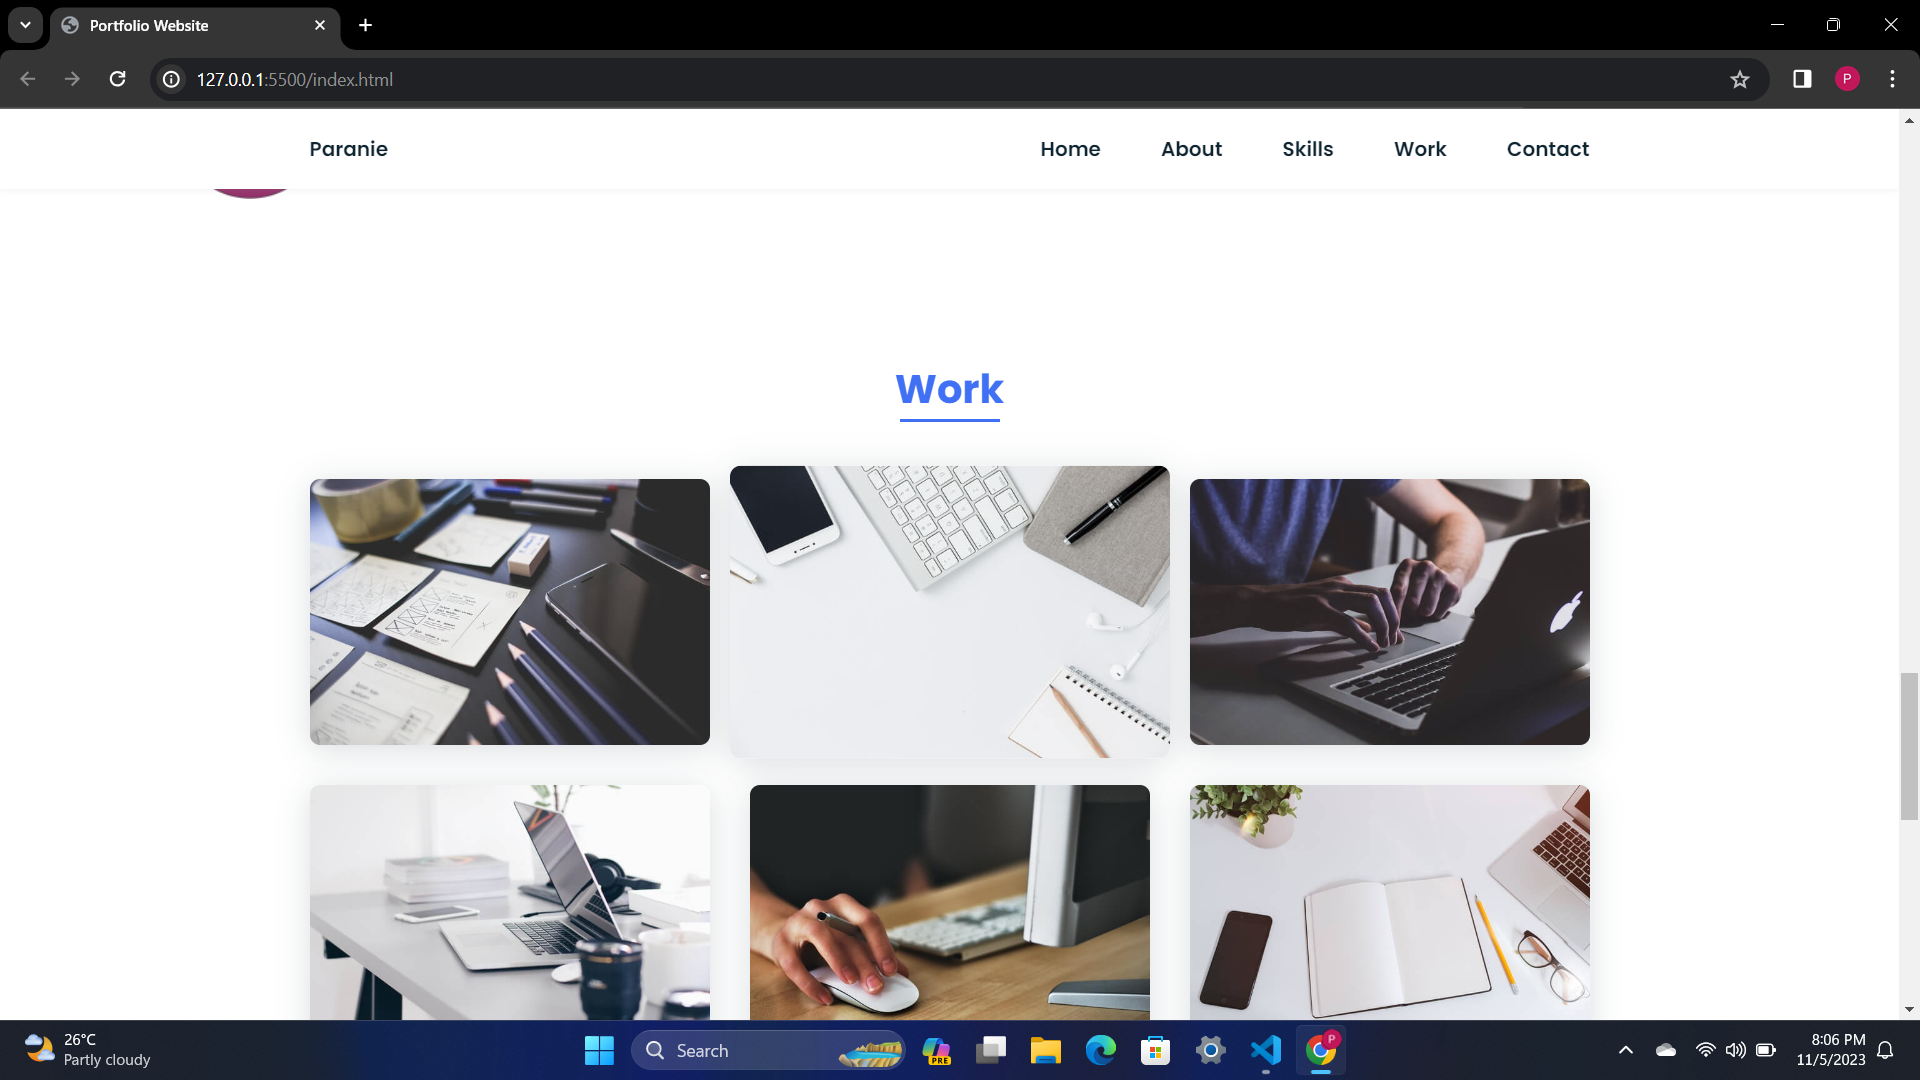 Portfolio Website
127.0.0.1:5500/index.html
P
Paranie
Home
About
Skills
Work
Contact
Work
26°C
Partly cloudy
Search
PRE
P
8:06 PM
11/5/2023